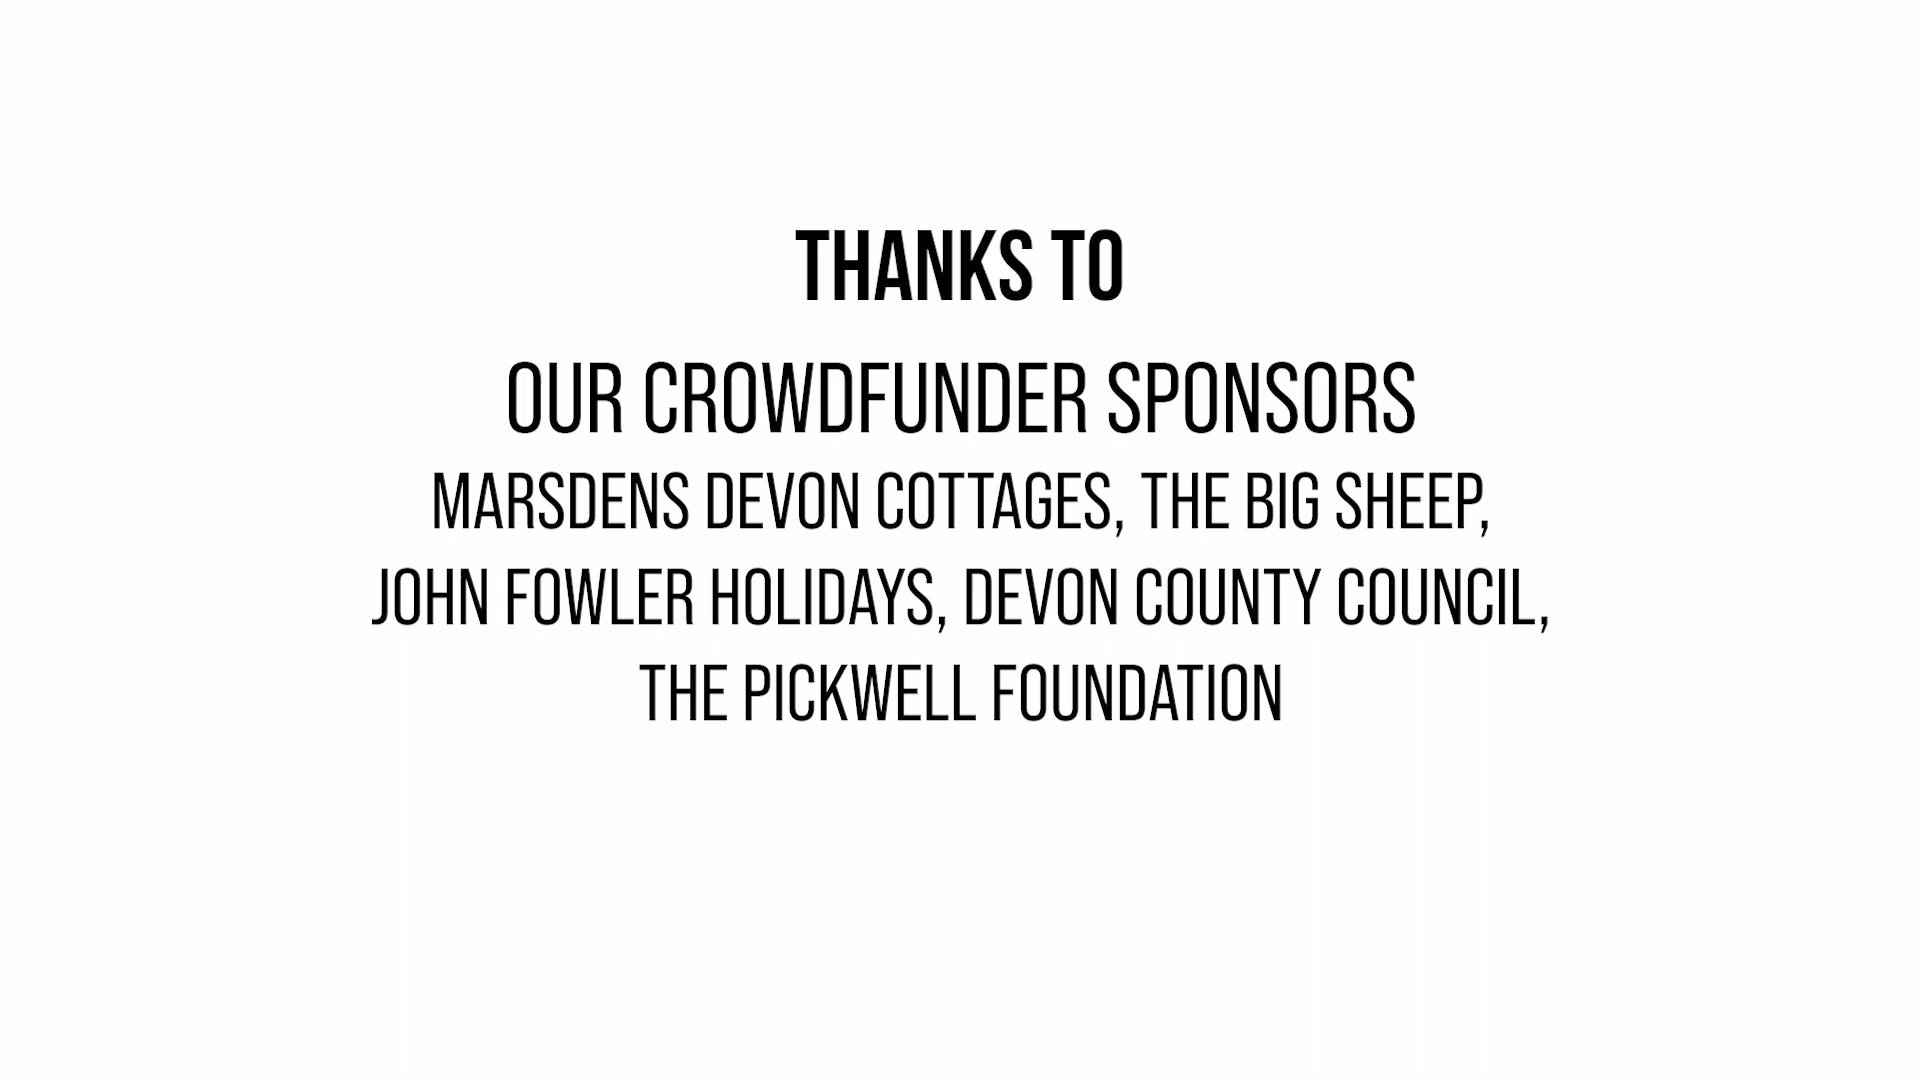 THANKS TO
OUR CROWDFUNDER SPONSORS
MARSDENS DEVON COTTAGES, THE BIG SHEEP,
JOHN FOWLER HOLIDAYS, DEVON COUNTY COUNCIL,
THE PICKWELL FOUNDATION